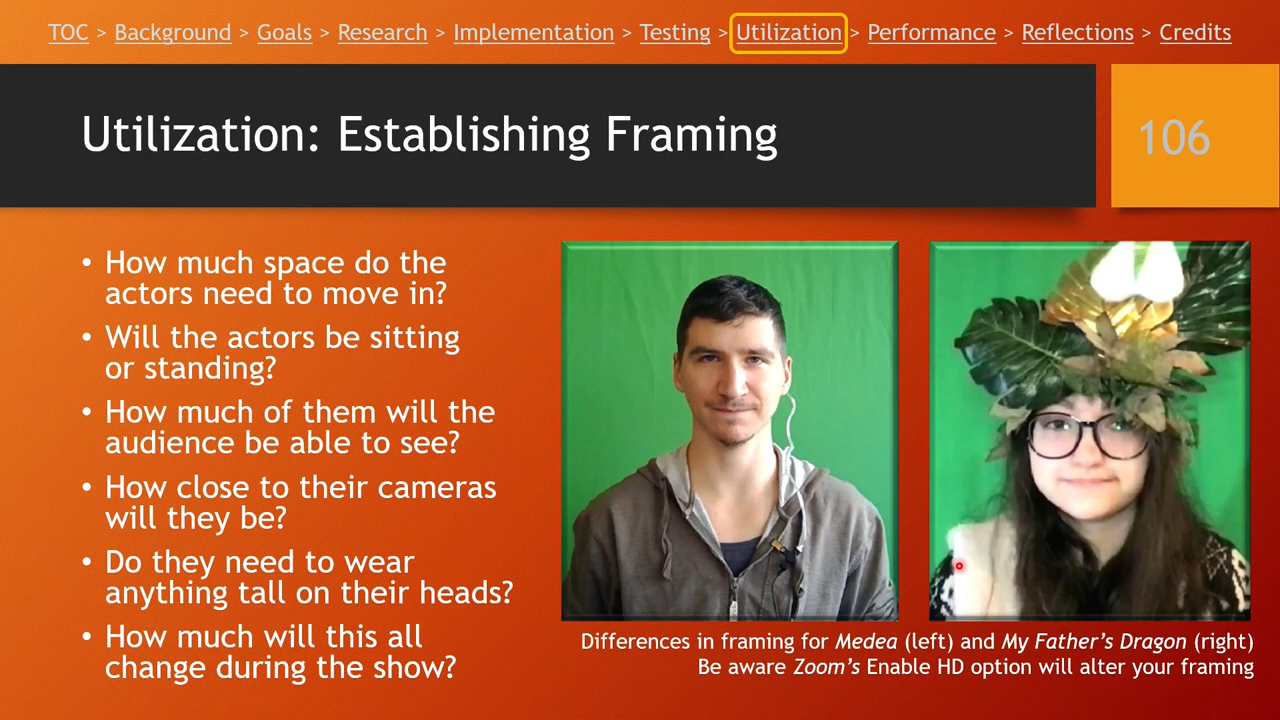 TOC > Background > Goals > Research > Implementation > Testing > Utilization > Performance > Reflections > Credits
Utilization: Establishing Framing
106
• How much space do the
actors need to move in?
• Will the actors be sitting
or standing?
• How much of them will the
audience be able to see?
• How close to their cameras
will they be?
• Do they need to wear
anything tall on their heads?
• How much will this all
change during the show?
Differences in framing for Medea (left) and My Father's Dragon (right)
Be aware Zoom's Enable HD option will alter your framing